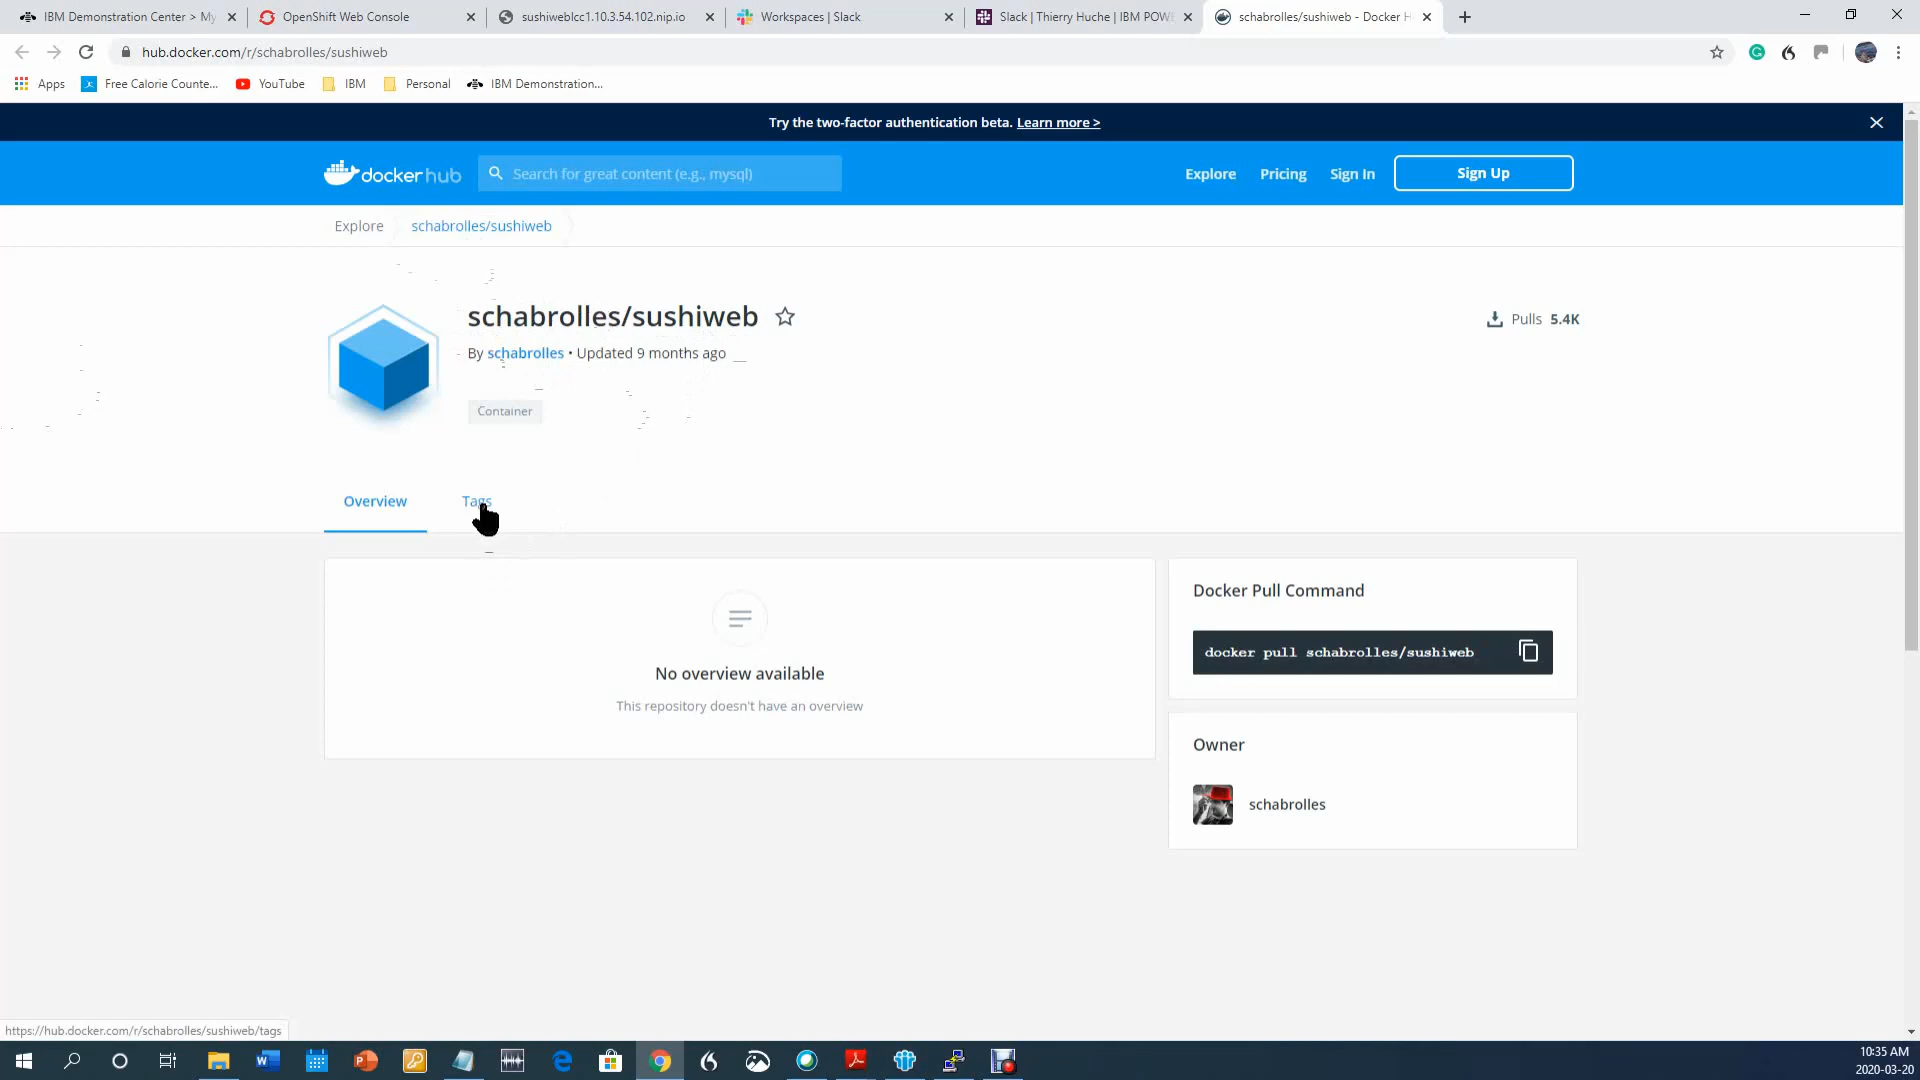 IBM Demonstration Center > My
OpenShift Web Console
sushiweblcc1.10.3.54.102.nip.io
Workspaces | Slack
Slack | Thierry Huche | IBM POWE
schabrolles/sushiweb - Docker H
hub.docker.com/r/schabrolles/sushiweb
Apps
Free Calorie Counte...
YouTube
IBM
Personal
IBM Demonstration...
Try the two-factor authentication beta. Learn more >
docker hub
Search for great content (e.g., mysql)
Explore
Pricing
Sign In
Sign Up
Explore
schabrolles/sushiweb
schabrolles/sushiweb
Pulls 5.4K
By schabrolles • Updated 9 months ago
Container
Overview
Tags
No overview available
This repository doesn't have an overview
Docker Pull Command
docker pull schabrolles/sushiweb
Owner
schabrolles
https://hub.docker.com/r/schabrolles/sushiweb/tags
10:35 AM
2020-03-20